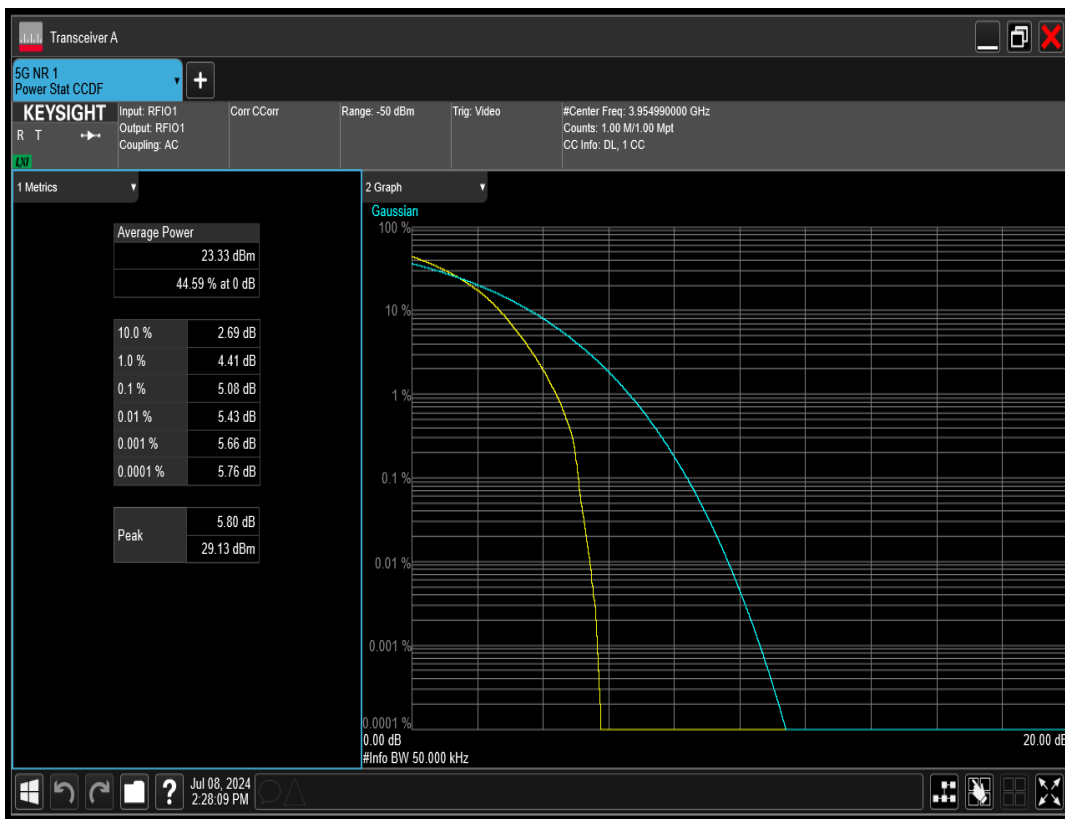 Transceiver A
5G NR 1
Power Stat CCDF
+
KEYSIGHT
R T
LXI
Input: RFIO1
Output: RFIO1
Coupling: AC
Corr CCorr
Range: -50 dBm
Trig: Video
#Center Freq: 3.954990000 GHz
Counts: 1.00 M/1.00 Mpt
CC Info: DL, 1 CC
1 Metrics
Average Power
23.33 dBm
44.59 % at 0 dB
10.0 % 2.69 dB
1.0 % 4.41 dB
0.1 % 5.08 dB
0.01 % 5.43 dB
0.001 % 5.66 dB
0.0001 % 5.76 dB
Peak 5.80 dB
29.13 dBm
2 Graph
Gaussian
100 %
10 %
1 %
0.1 %
0.01 %
0.001 %
0.0001 %
0.00 dB 20.00 dB
#Info BW 50.000 kHz
?
Jul 08, 2024
2:28:09 PM